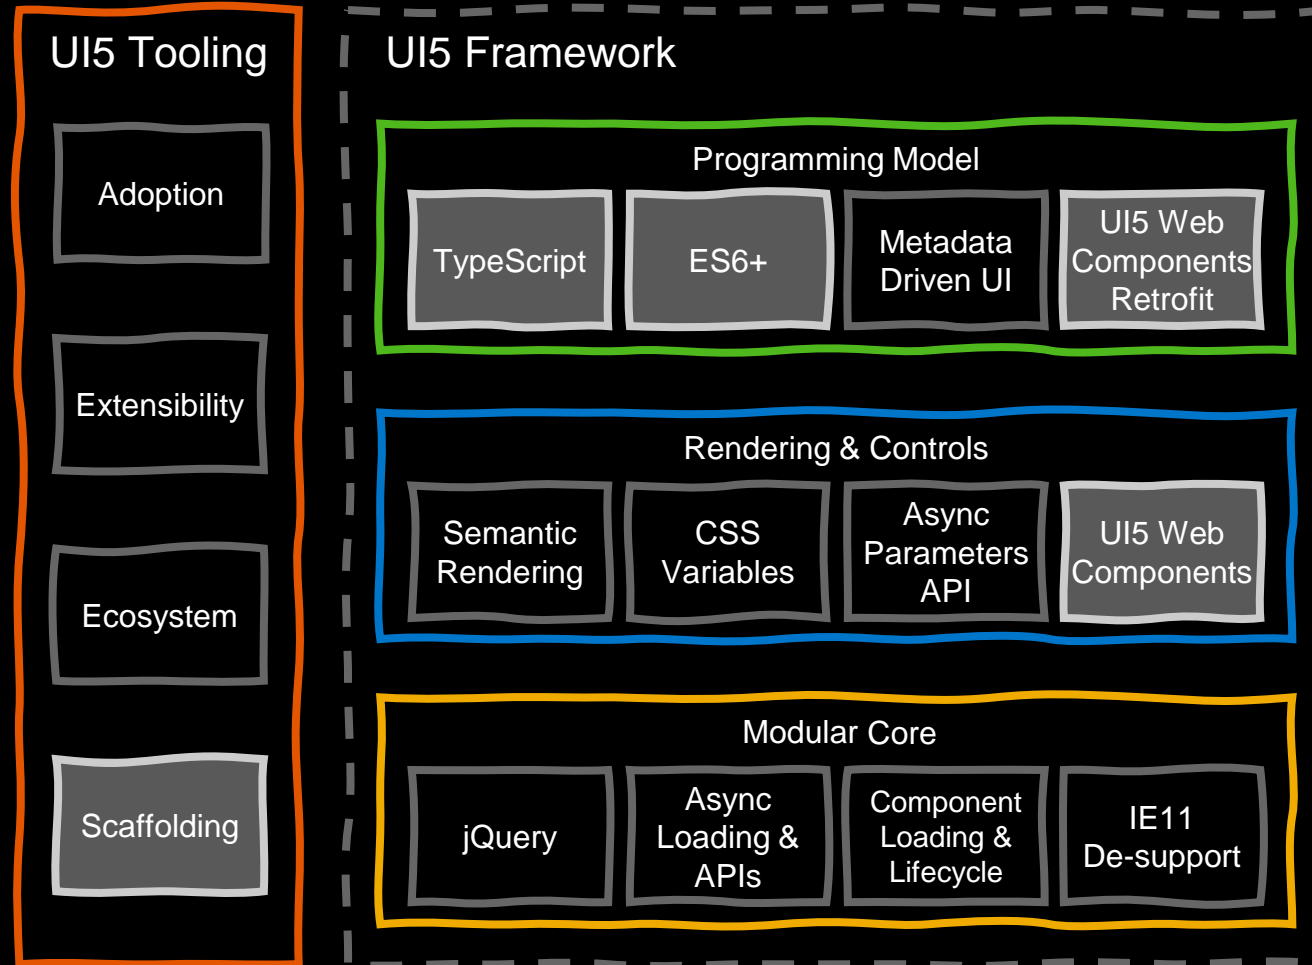 UI5 Tooling
Adoption
Extensibility
Ecosystem
Scaffolding
UI5 Framework
Programming Model
TypeScript
ES6+
Metadata
Driven UI
UI5 Web
Components
Retrofit
Rendering & Controls
Semantic
Rendering
CSS
Variables
Async
Parameters
API
UI5 Web
Components
Modular Core
jQuery
Async
Loading &
APIs
Component
Loading &
Lifecycle
IE11
De-support